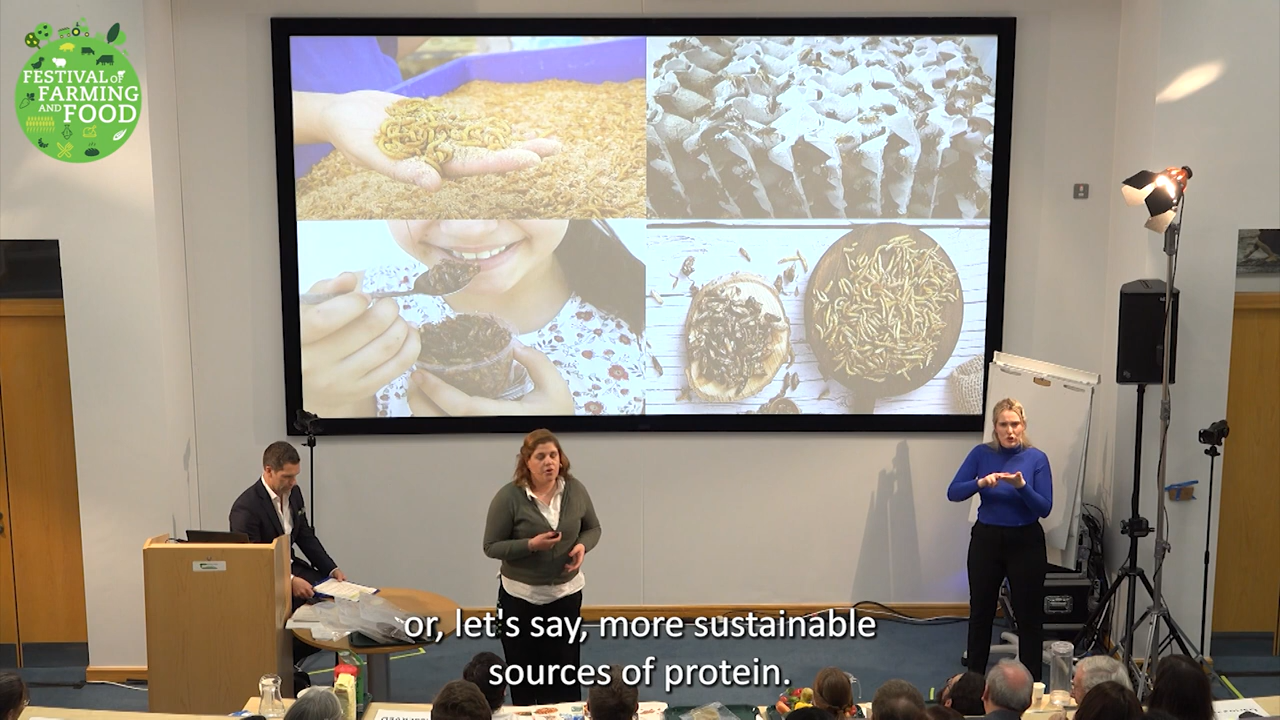 FESTIVAL of
FARMING
AND FOOD
or, let's say, more sustainable
sources of protein.